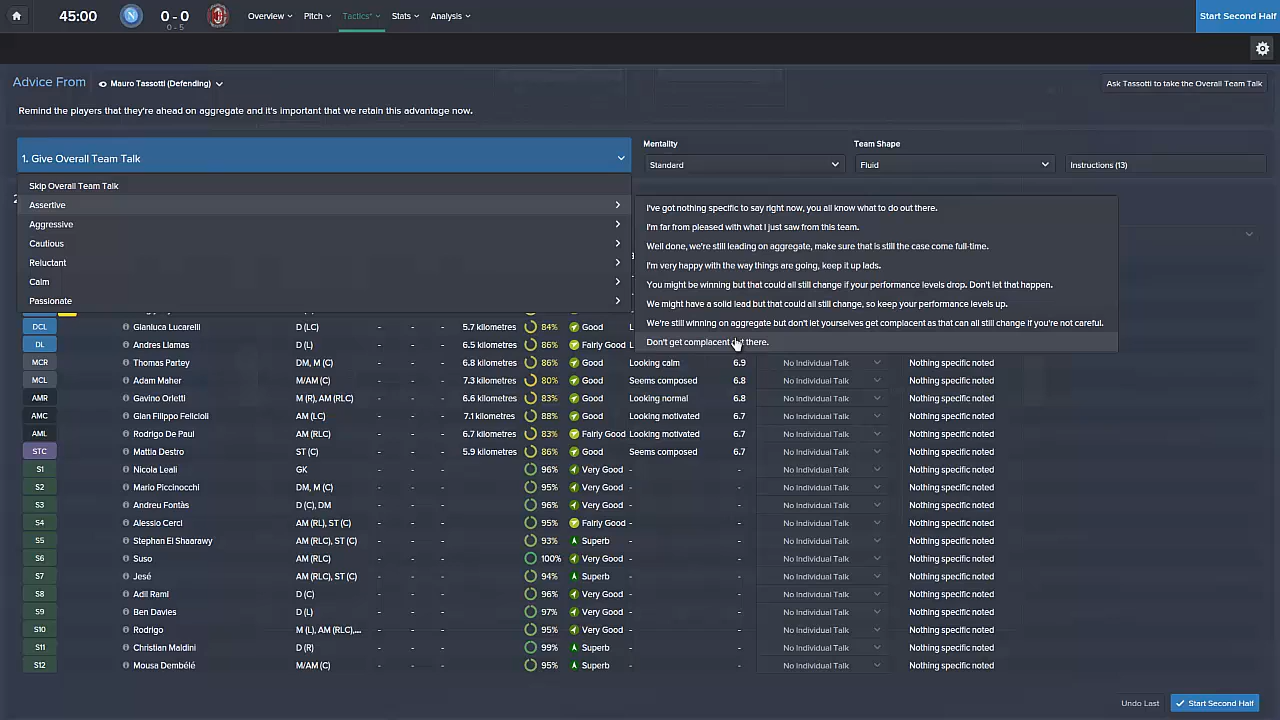 45:00 0 - 0 Overview Pitch Tactics* Stats Analysis Start Second Half
0 - 5
Advice From Mauro Tassotti (Defending) Ask Tassotti to take the Overall Team Talk
Remind the players that they're ahead on aggregate and it's important that we retain this advantage now.
Mentality Team Shape
1. Give Overall Team Talk Standard Fluid Instructions (13)
Skip Overall Team Talk
Assertive
Aggressive
Cautious
Reluctant
Calm
Passionate
I've got nothing specific to say right now, you all know what to do out there.
I'm far from pleased with what I just saw from this team.
Well done, we're still leading on aggregate, make sure that is still the case come full-time.
I'm very happy with the way things are going, keep it up lads.
You might be winning but that could all still change if your performance levels drop. Don't let that happen.
We might have a solid lead but that could all still change, so keep your performance levels up.
We're still winning on aggregate but don't let yourselves get complacent as that can all still change if you're not careful.
Don't get complacent out there.
DCL Gianluca Lucarelli D (LC) - - - 5.7 kilometres 84% Good
DL Andres Llamas D (L) - - - 6.5 kilometres 86% Fairly Good
MCR Thomas Partey DM, M (C) - - - 6.8 kilometres 86% Good Looking calm 6.9 No Individual Talk Nothing specific noted
MCL Adam Maher M/AM (C) - - - 7.3 kilometres 80% Good Seems composed 6.8 No Individual Talk Nothing specific noted
AMR Gavino Orletti M (R), AM (RLC) - - - 6.6 kilometres 83% Good Looking normal 6.8 No Individual Talk Nothing specific noted
AMC Gian Filippo Felicioli AM (LC) - - - 7.1 kilometres 88% Good Looking motivated 6.7 No Individual Talk Nothing specific noted
AML Rodrigo De Paul AM (RLC) - - - 6.7 kilometres 83% Fairly Good Looking motivated 6.7 No Individual Talk Nothing specific noted
STC Mattia Destro ST (C) - - - 5.9 kilometres 86% Good Seems composed 6.7 No Individual Talk Nothing specific noted
S1 Nicola Leali GK - - - 96% Very Good - - No Individual Talk Nothing specific noted
S2 Mario Piccinocchi DM, M (C) - - - 95% Very Good - - No Individual Talk Nothing specific noted
S3 Andreu Fontàs D (C), DM - - - 96% Very Good - - No Individual Talk Nothing specific noted
S4 Alessio Cerci AM (RL), ST (C) - - - 95% Fairly Good - - No Individual Talk Nothing specific noted
S5 Stephan El Shaarawy AM (RL), ST (C) - - - 93% Superb - - No Individual Talk Nothing specific noted
S6 Suso AM (RLC) - - - 100% Very Good - - No Individual Talk Nothing specific noted
S7 Jesé AM (RLC), ST (C) - - - 94% Superb - - No Individual Talk Nothing specific noted
S8 Adil Rami D (C) - - - 96% Very Good - - No Individual Talk Nothing specific noted
S9 Ben Davies D (L) - - - 97% Very Good - - No Individual Talk Nothing specific noted
S10 Rodrigo M (L), AM (RLC),... - - - 95% Very Good - - No Individual Talk Nothing specific noted
S11 Christian Maldini D (R) - - - 99% Superb - - No Individual Talk Nothing specific noted
S12 Mousa Dembélé M/AM (C) - - - 95% Superb - - No Individual Talk Nothing specific noted
Undo Last Start Second Half